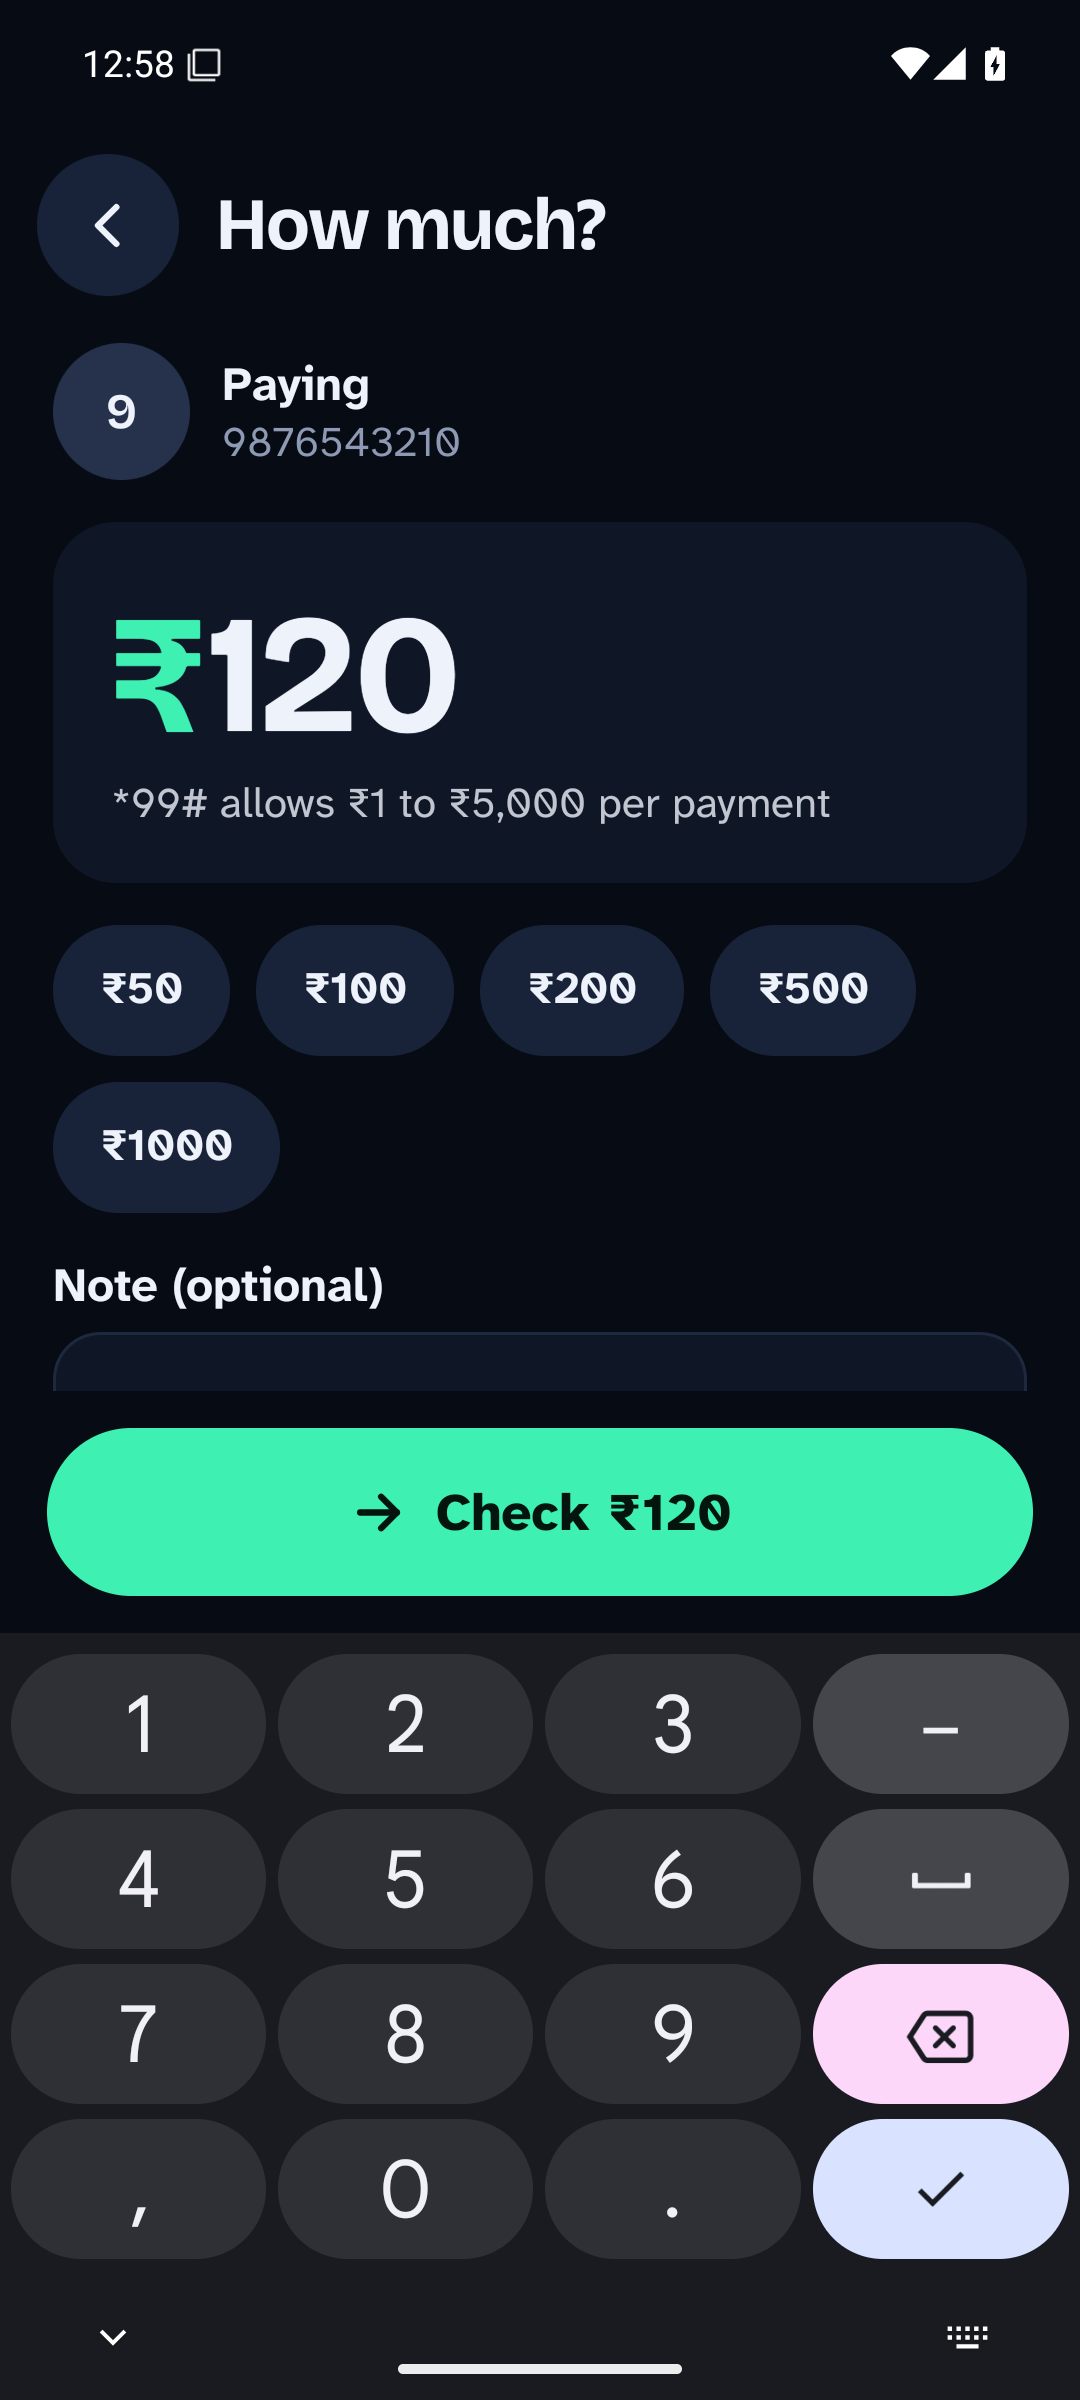 12:58
How much?
9
Paying
9876543210
₹120
*99# allows ₹1 to ₹5,000 per payment
₹50 ₹100 ₹200 ₹500
₹1000
Note (optional)
→ Check ₹120
1 2 3 –
4 5 6
7 8 9
, 0 .